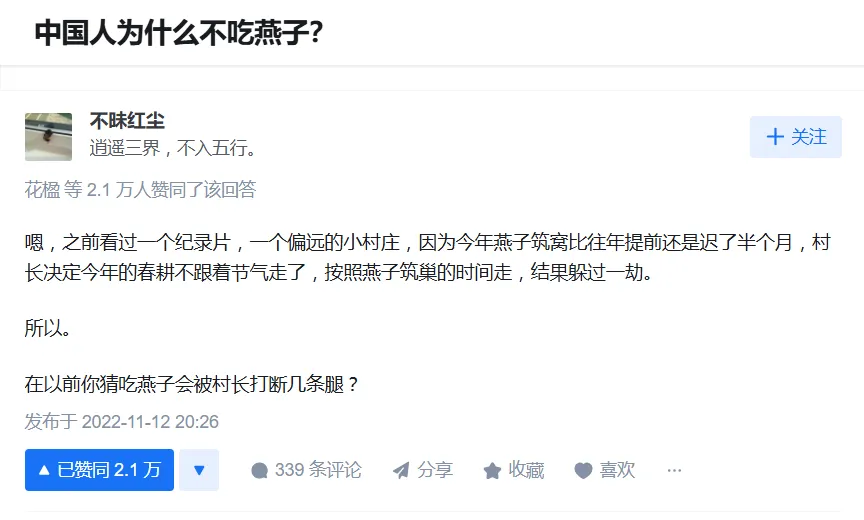 中国人为什么不吃燕子？
不昧红尘
逍遥三界，不入五行。
关注
花楹 等 2.1 万人赞同了该回答
嗯，之前看过一个纪录片，一个偏远的小村庄，因为今年燕子筑窝比往年提前还是迟了半个月，村
长决定今年的春耕不跟着节气走了，按照燕子筑巢的时间走，结果躲过一劫。
所以。
在以前你猜吃燕子会被村长打断几条腿？
发布于 2022-11-12 20:26
已赞同 2.1 万 339 条评论 分享 收藏 喜欢 ···